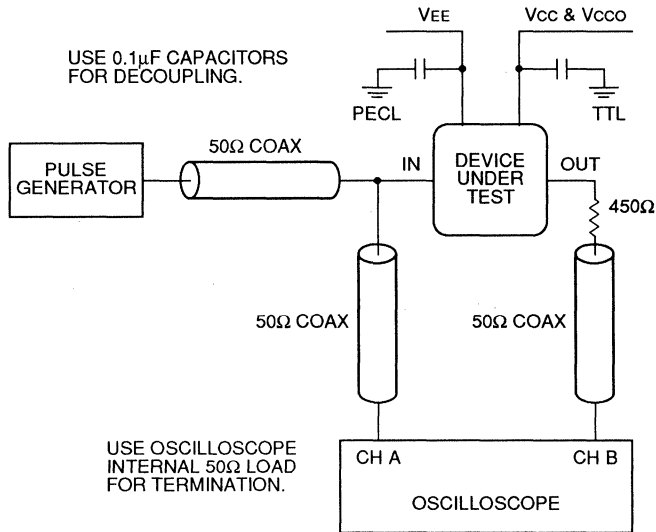 VEE
VCC & VCCO
USE 0.1µF CAPACITORS
FOR DECOUPLING.
PECL
TTL
50Ω COAX
PULSE
GENERATOR
IN
DEVICE
UNDER
TEST
OUT
450Ω
50Ω COAX
50Ω COAX
USE OSCILLOSCOPE
INTERNAL 50Ω LOAD
FOR TERMINATION.
CH A
CH B
OSCILLOSCOPE